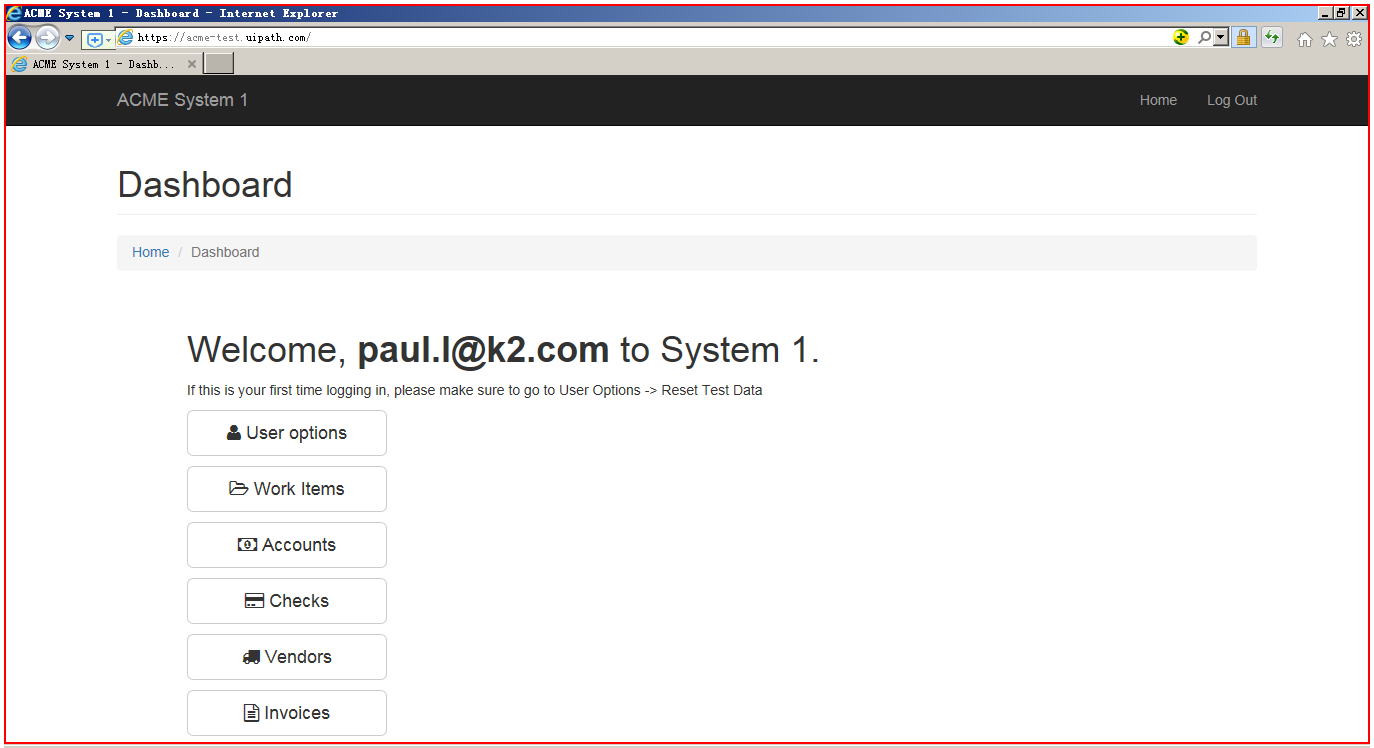 ACME System 1 - Dashboard - Internet Explorer
https://acme-test.uipath.com/
ACME System 1 - Dashb...
ACME System 1 Home Log Out
Dashboard
Home / Dashboard
Welcome, paul.l@k2.com to System 1.
If this is your first time logging in, please make sure to go to User Options -> Reset Test Data
User options
Work Items
Accounts
Checks
Vendors
Invoices